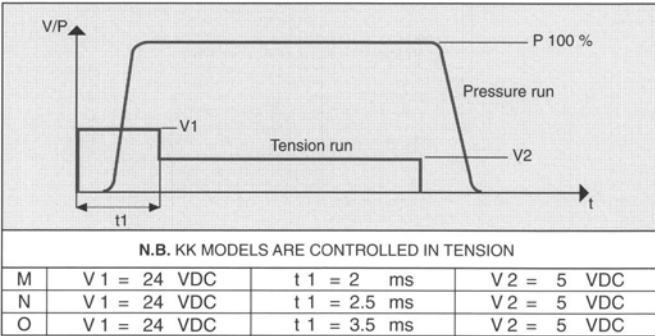 V/P
P 100 %
Pressure run
V1
Tension run
V2
t
t1
N.B. KK MODELS ARE CONTROLLED IN TENSION
M V 1 = 24 VDC t 1 = 2 ms V 2 = 5 VDC
N V 1 = 24 VDC t 1 = 2.5 ms V 2 = 5 VDC
O V 1 = 24 VDC t 1 = 3.5 ms V 2 = 5 VDC